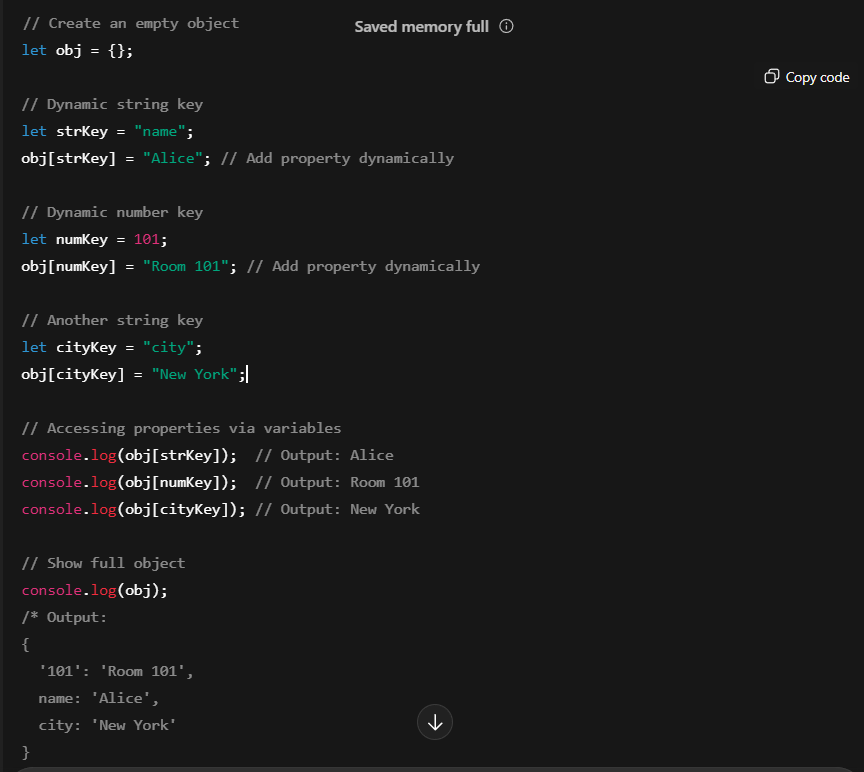 // Create an empty object
Saved memory full
let obj = {};
Copy code
// Dynamic string key
let strKey = "name";
obj[strKey] = "Alice"; // Add property dynamically
// Dynamic number key
let numKey = 101;
obj[numKey] = "Room 101"; // Add property dynamically
// Another string key
let cityKey = "city";
obj[cityKey] = "New York";
// Accessing properties via variables
console.log(obj[strKey]);  // Output: Alice
console.log(obj[numKey]);  // Output: Room 101
console.log(obj[cityKey]); // Output: New York
// Show full object
console.log(obj);
/* Output:
{
  '101': 'Room 101',
  name: 'Alice',
  city: 'New York'
}